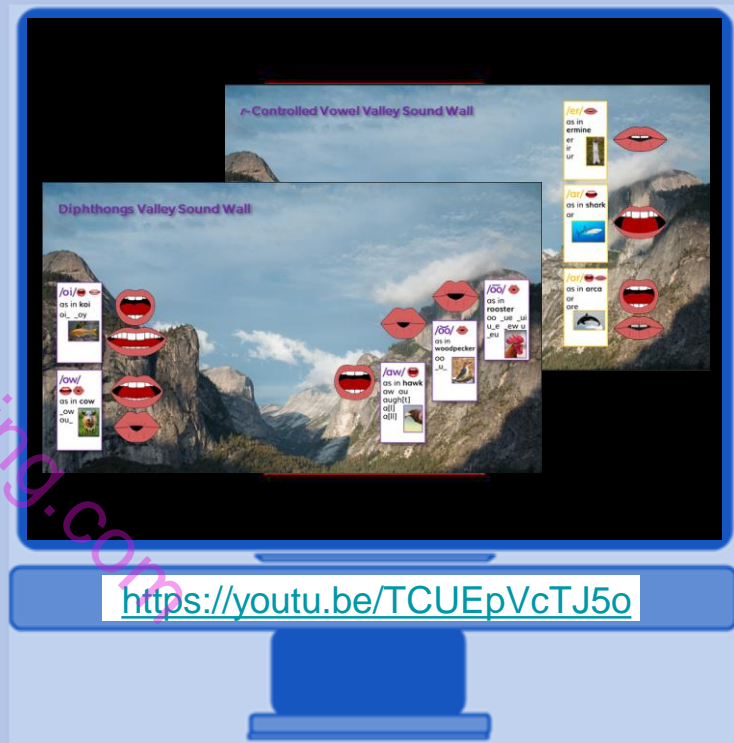 r-Controlled Vowel Valley Sound Wall
/er/
as in
ermine
er
ir
ur
/ar/
as in shark
ar
/or/
as in orca
or
ore
Diphthongs Valley Sound Wall
/oi/
as in koi
oi_ _oy
/ow/
as in cow
_ow
ou_
/aw/
as in hawk
aw au
augh[t]
a[l]
a[ll]
/o͝o/
as in
woodpecker
oo
_u_
/o͞o/
as in
rooster
oo _ue _ui
u_e _ew u
_eu
ing.com
https://youtu.be/TCUEpVcTJ5o